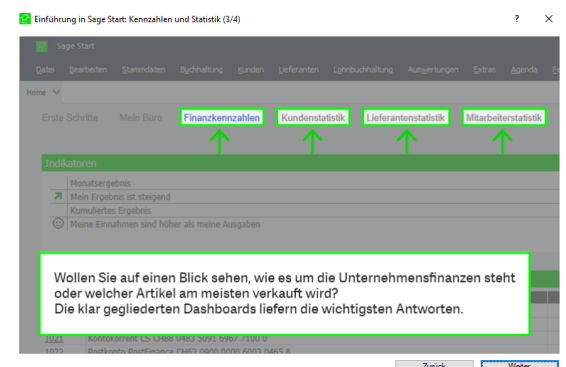 Einführung in Sage Start: Kennzahlen und Statistik (3/4)
Sage Start
Datei Bearbeiten Stammdaten Buchhaltung Kunden Lieferanten Lohnbuchhaltung Auswertungen Extras Agenda
Home
Erste Schritte Mein Büro Finanzkennzahlen Kundenstatistik Lieferantenstatistik Mitarbeiterstatistik
Indikatoren
Monatsergebnis
Mein Ergebnis ist steigend
Kumuliertes Ergebnis
Meine Einnahmen sind höher als meine Ausgaben
Wollen Sie auf einen Blick sehen, wie es um die Unternehmensfinanzen steht
oder welcher Artikel am meisten verkauft wird?
Die klar gegliederten Dashboards liefern die wichtigsten Antworten.
1021 Kontokorrent CS CH88 0483 5091 6967 7100 0
1022 Postkonto PostFinance CH63 0900 0000 6003 0465 8
Zurück Weiter